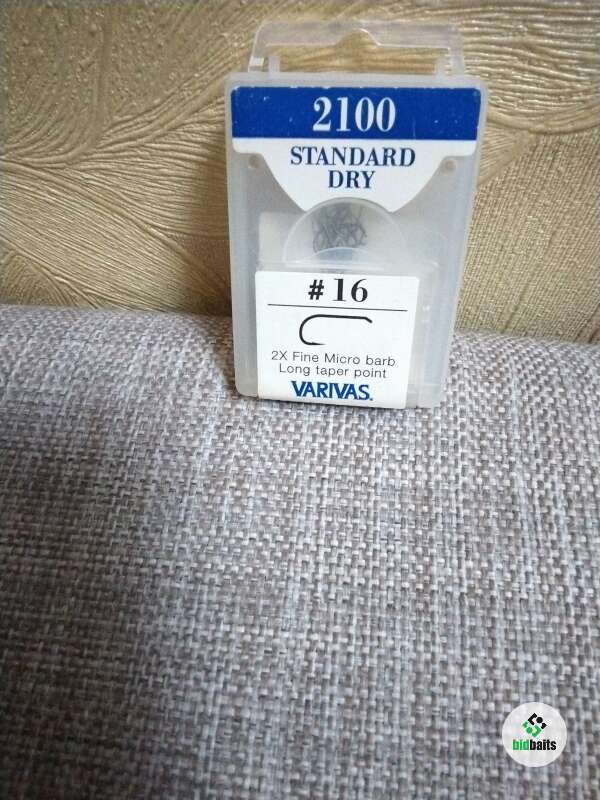 2100
STANDARD
DRY
# 16
2X Fine Micro barb
Long taper point
VARIVAS.
bidbaits